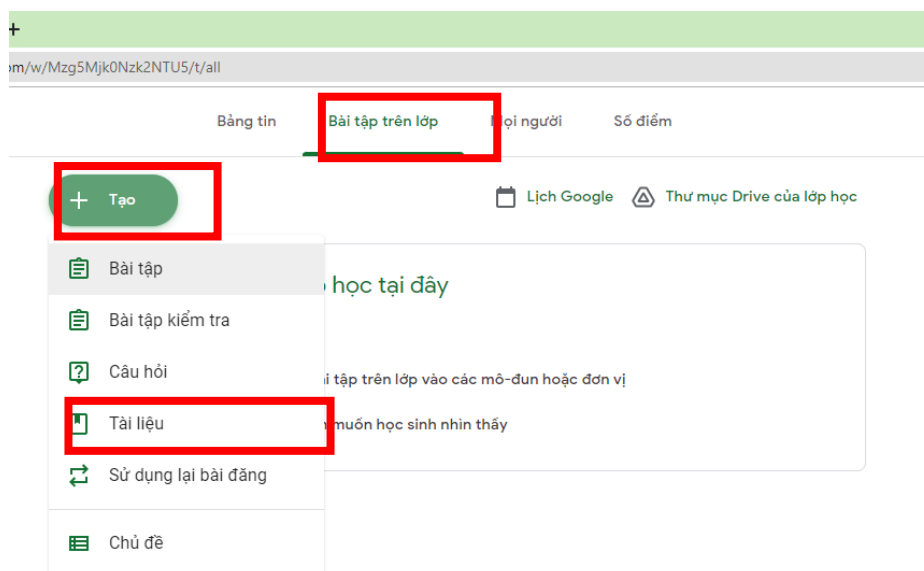 +
om/w/Mzg5Mjk0Nzk2NTU5/t/all
Bảng tin Bài tập trên lớp Mọi người Số điểm
+ Tạo Lịch Google Thư mục Drive của lớp học
Bài tập
học tại đây
Bài tập kiểm tra
Câu hỏi
i tập trên lớp vào các mô-đun hoặc đơn vị
Tài liệu
muốn học sinh nhìn thấy
Sử dụng lại bài đăng
Chủ đề